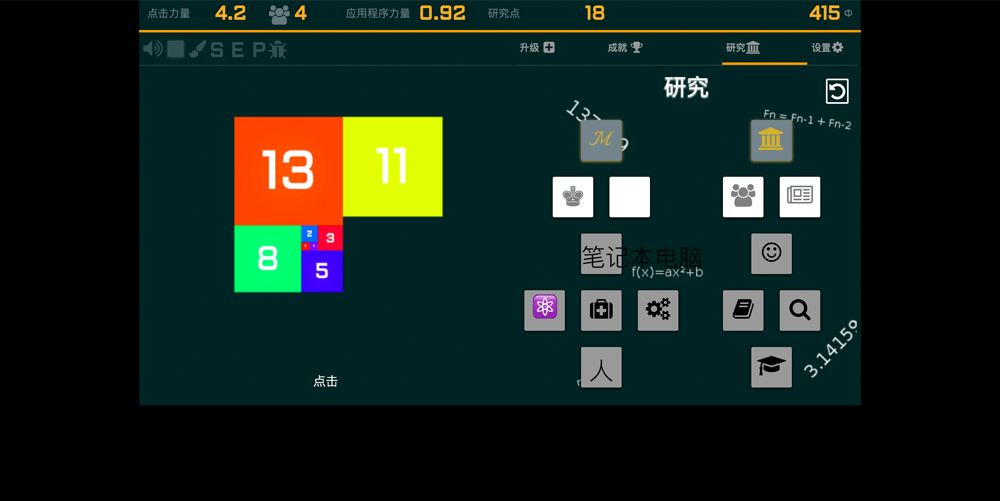 点击力量 4.2 4 应用程序力量 0.92 研究点 18 415 Φ
S E P 升级 成就 研究 设置
研究
Fn = Fn-1 + Fn-2
ℳ
13 11
8 2 3
5
笔记本电脑
f(x)=ax²+b
3.14159
人
点击